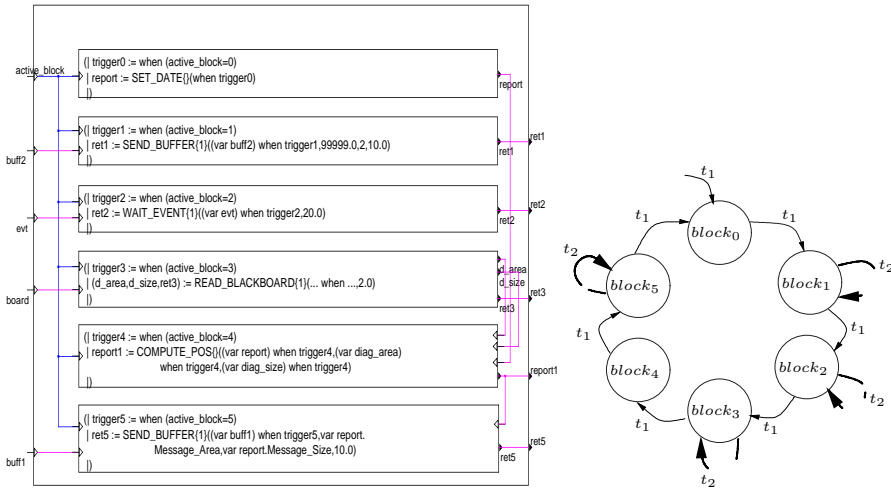 active_block
(| trigger0 := when (active_block=0)
| report := SET_DATE{}(when trigger0)
|)
report
buff2
(| trigger1 := when (active_block=1)
| ret1 := SEND_BUFFER{1}((var buff2) when trigger1,99999.0,2,10.0)
|)
ret1
ret1
evt
(| trigger2 := when (active_block=2)
| ret2 := WAIT_EVENT{1}((var evt) when trigger2,20.0)
|)
ret2
ret2
board
(| trigger3 := when (active_block=3)
| (d_area,d_size,ret3) := READ_BLACKBOARD{1}(... when ...,2.0)
|)
d_area
d_size
ret3
ret3
(| trigger4 := when (active_block=4)
| report1 := COMPUTE_POS{}((var report) when trigger4,(var diag_area)
when trigger4,(var diag_size) when trigger4)
|)
report1
buff1
(| trigger5 := when (active_block=5)
| ret5 := SEND_BUFFER{1}((var buff1) when trigger5,var report.
Message_Area,var report.Message_Size,10.0)
|)
ret5
ret5
t1
t1
t1
block0
t2
t2
block5
block1
t1
t1
block4
block2
t2
block3
t1
t1
t2